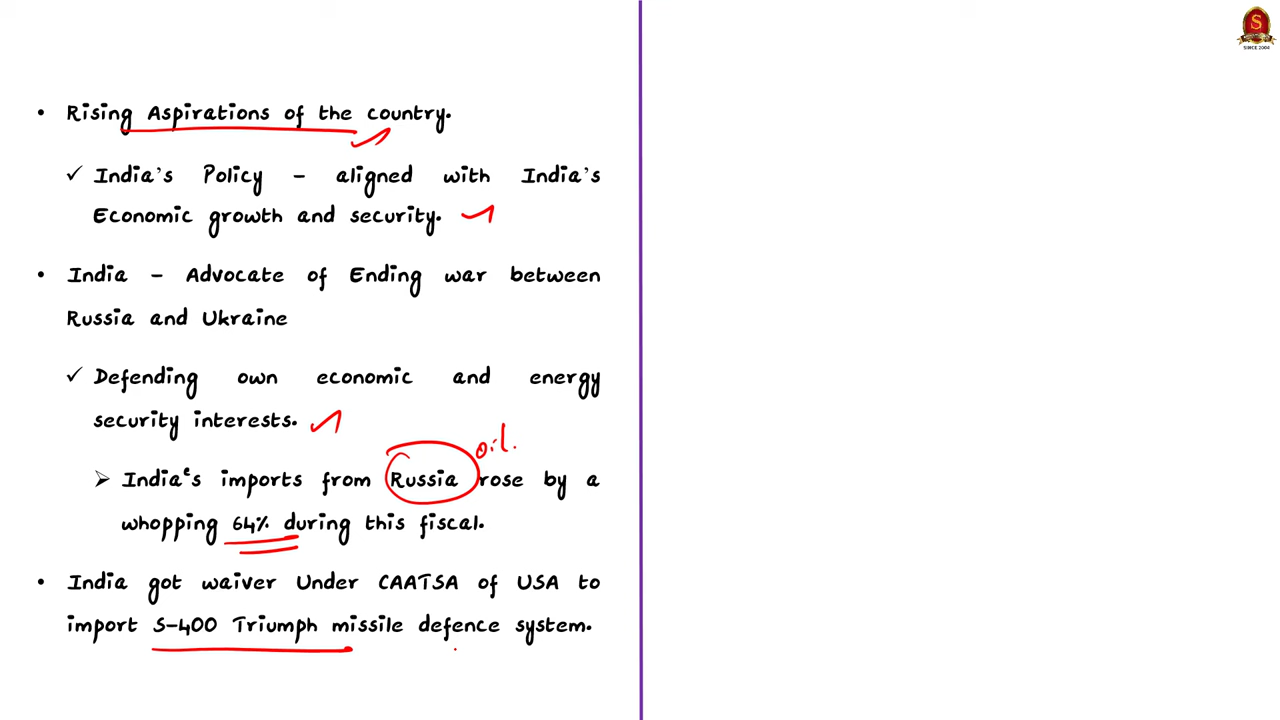 S
SINCE 2004
• Rising Aspirations of the country.
✓ India's Policy – aligned with India's
Economic growth and security.
• India – Advocate of Ending war between
Russia and Ukraine
✓ Defending own economic and energy
security interests.
oil.
➢ India‘s imports from Russia rose by a
whopping 64% during this fiscal.
• India got waiver Under CAATSA of USA to
import S-400 Triumph missile defence system.